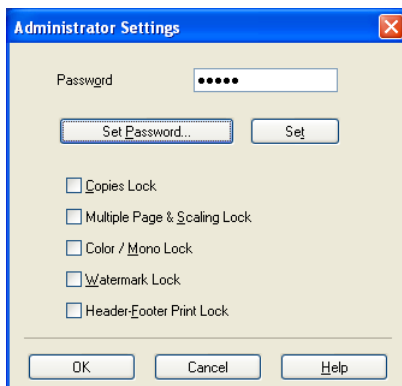 Administrator Settings
Password •••••
Set Password... Set
Copies Lock
Multiple Page & Scaling Lock
Color / Mono Lock
Watermark Lock
Header-Footer Print Lock
OK Cancel Help